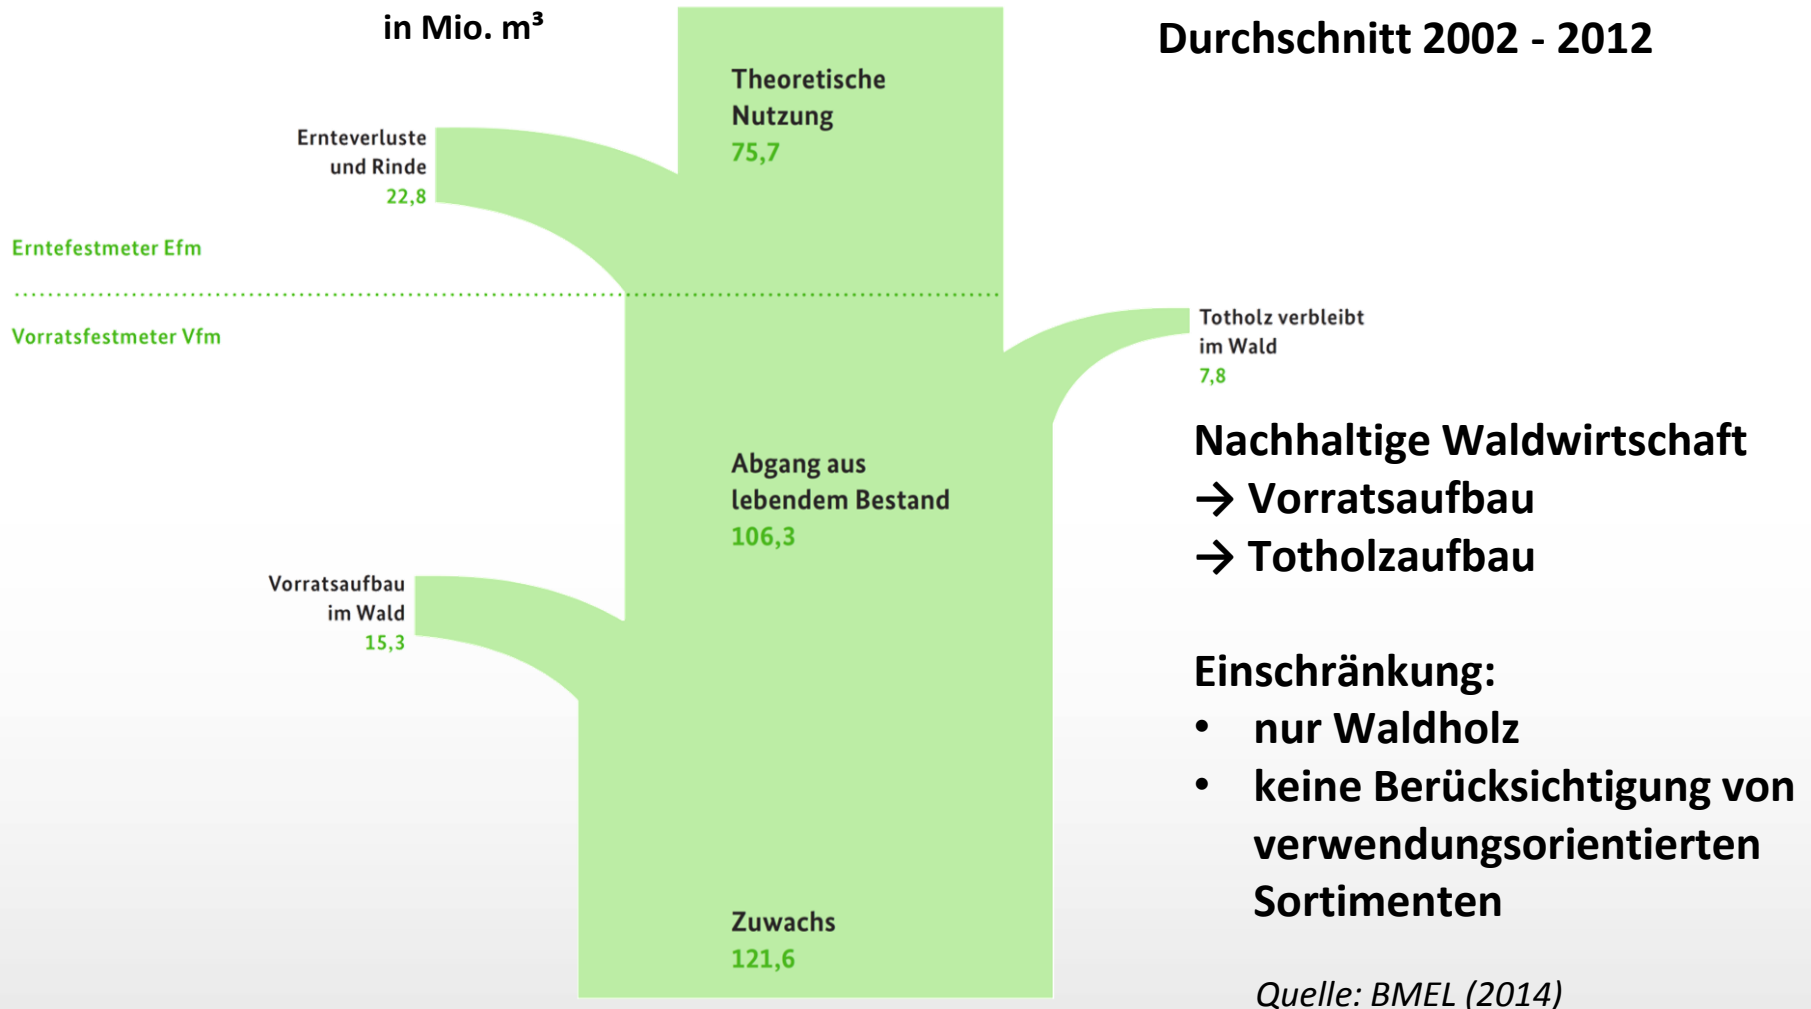 in Mio. m³
Durchschnitt 2002 - 2012
Theoretische
Nutzung
75,7
Ernteverluste
und Rinde
22,8
Erntefestmeter Efm
Vorratsfestmeter Vfm
Totholz verbleibt
im Wald
7,8
Abgang aus
lebendem Bestand
106,3
Vorratsaufbau
im Wald
15,3
Zuwachs
121,6
Nachhaltige Waldwirtschaft
→ Vorratsaufbau
→ Totholzaufbau
Einschränkung:
• nur Waldholz
• keine Berücksichtigung von
verwendungsorientierten
Sortimenten
Quelle: BMEL (2014)